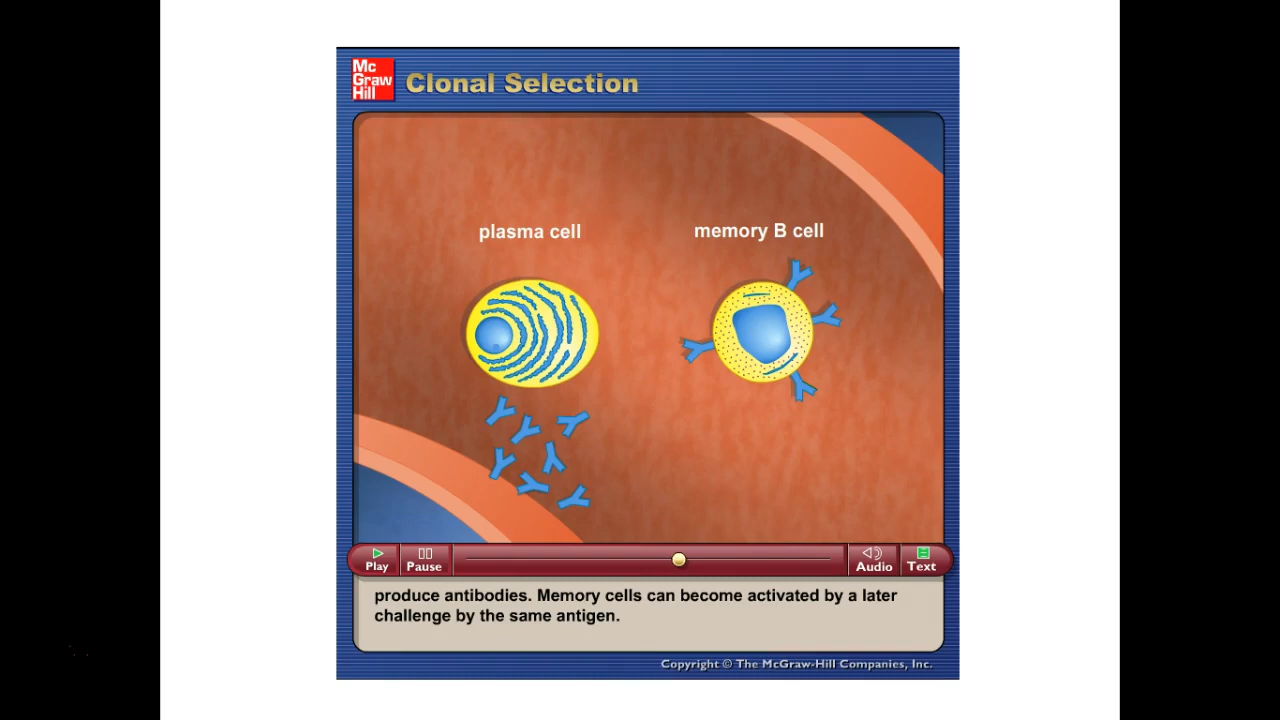 Mc
Graw
Hill
Clonal Selection
plasma cell
memory B cell
Play
Pause
Audio
Text
produce antibodies. Memory cells can become activated by a later
challenge by the same antigen.
Copyright © The McGraw-Hill Companies, Inc.